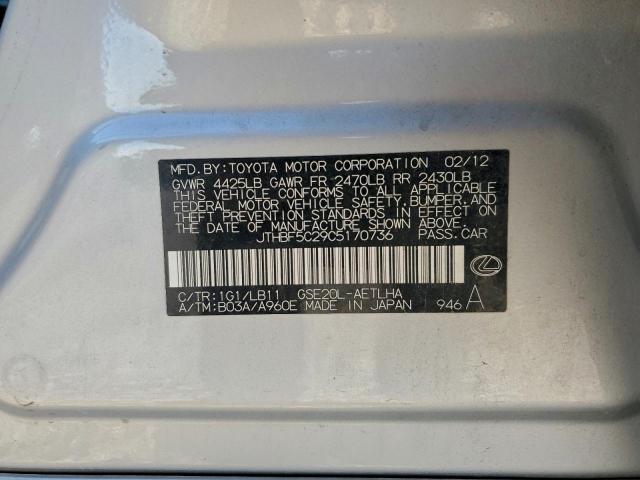 MFD. BY: TOYOTA MOTOR CORPORATION 02/12
GVWR 4425LB GAWR FR 2470LB RR 2430LB
THIS VEHICLE CONFORMS TO ALL APPLICABLE
FEDERAL MOTOR VEHICLE SAFETY, BUMPER, AND
THEFT PREVENTION STANDARDS IN EFFECT ON
THE DATE OF MANUFACTURE SHOWN ABOVE.
JTHBF5C29C5170736 PASS. CAR
C/TR: 1G1/LB11 GSE20L-AETLHA
A/TM: B03A/A960E MADE IN JAPAN 946 A